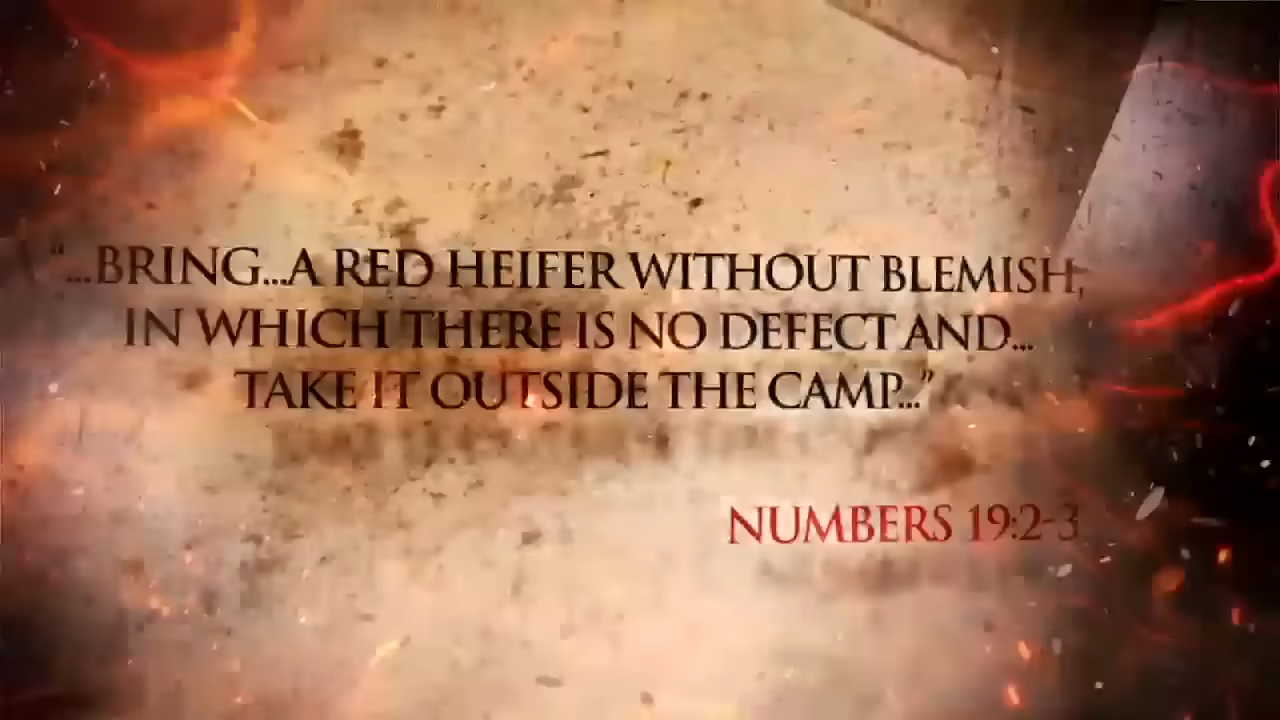 “...BRING...A RED HEIFER WITHOUT BLEMISH,
IN WHICH THERE IS NO DEFECT AND...
TAKE IT OUTSIDE THE CAMP...”
NUMBERS 19:2-3